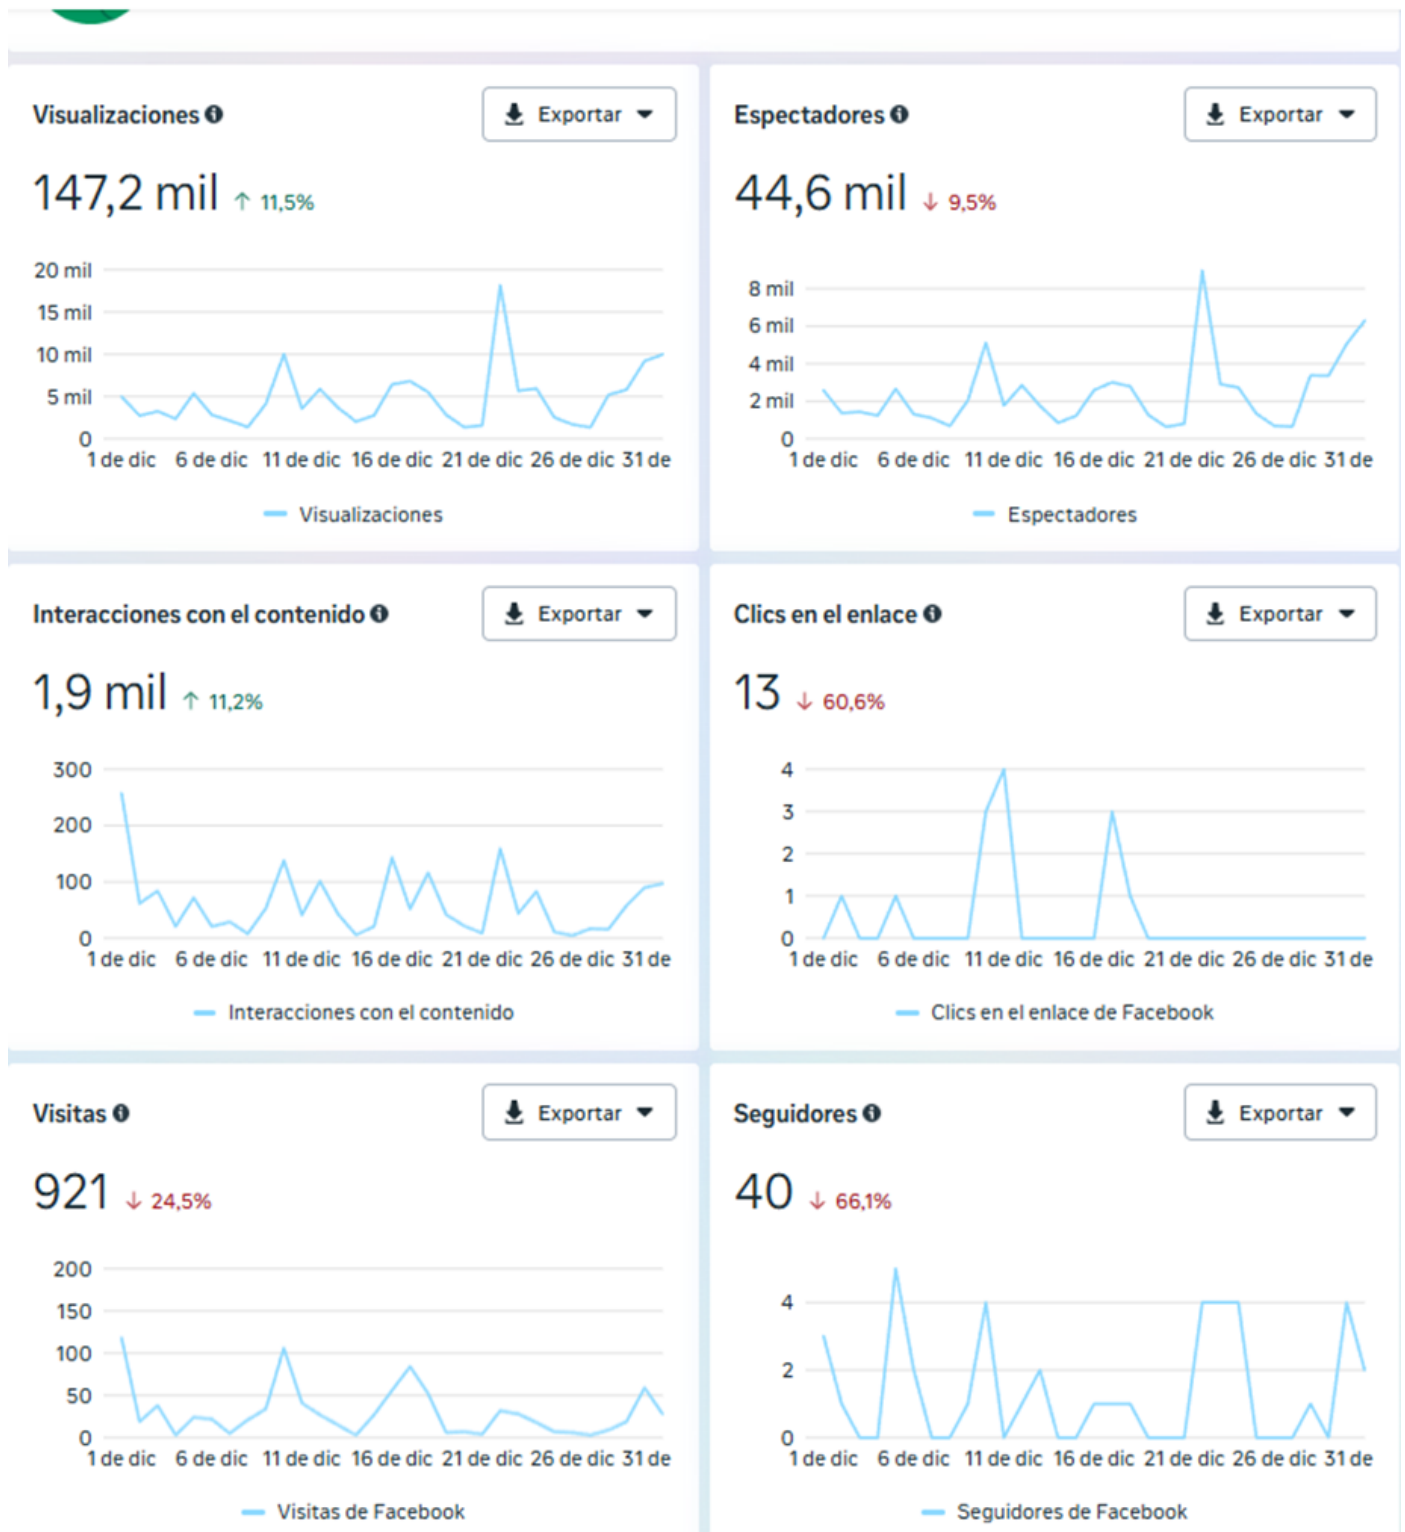 Visualizaciones
Exportar
147,2 mil ↑ 11,5%
20 mil
15 mil
10 mil
5 mil
0
1 de dic 6 de dic 11 de dic 16 de dic 21 de dic 26 de dic 31 de
Visualizaciones
Espectadores
Exportar
44,6 mil ↓ 9,5%
8 mil
6 mil
4 mil
2 mil
0
1 de dic 6 de dic 11 de dic 16 de dic 21 de dic 26 de dic 31 de
Espectadores
Interacciones con el contenido
Exportar
1,9 mil ↑ 11,2%
300
200
100
0
1 de dic 6 de dic 11 de dic 16 de dic 21 de dic 26 de dic 31 de
Interacciones con el contenido
Clics en el enlace
Exportar
13 ↓ 60,6%
4
3
2
1
0
1 de dic 6 de dic 11 de dic 16 de dic 21 de dic 26 de dic 31 de
Clics en el enlace de Facebook
Visitas
Exportar
921 ↓ 24,5%
200
150
100
50
0
1 de dic 6 de dic 11 de dic 16 de dic 21 de dic 26 de dic 31 de
Visitas de Facebook
Seguidores
Exportar
40 ↓ 66,1%
4
2
0
1 de dic 6 de dic 11 de dic 16 de dic 21 de dic 26 de dic 31 de
Seguidores de Facebook